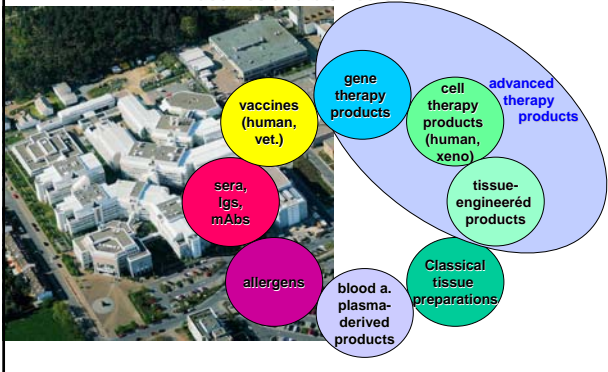 gene
therapy
products
advanced
therapy
products
cell
therapy
products
(human,
xeno)
tissue-
engineeréd
products
Classical
tissue
preparations
blood a.
plasma-
derived
products
allergens
sera,
Igs,
mAbs
vaccines
(human,
vet.)